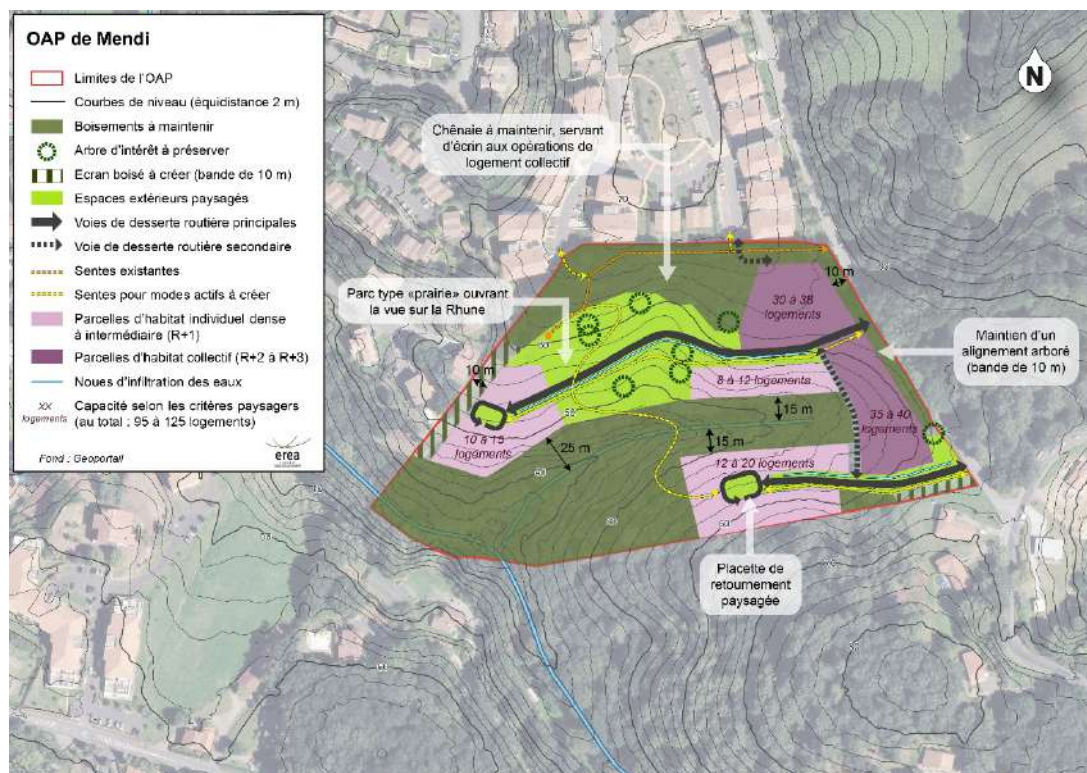 OAP de Mendi
Limites de l'OAP
Courbes de niveau (équidistance 2 m)
Boisements à maintenir
Arbre d'intérêt à préserver
Ecran boisé à créer (bande de 10 m)
Espaces extérieurs paysagés
Voies de desserte routière principales
Voie de desserte routière secondaire
Sentes existantes
Sentes pour modes actifs à créer
Parcelles d'habitat individuel dense
à intermédiaire (R+1)
Parcelles d'habitat collectif (R+2 à R+3)
Noues d'infiltration des eaux
XX
logements
Capacité selon les critères paysagers
(au total : 95 à 125 logements)
Fond : Geoportail
erea
N
Chênaie à maintenir, servant
d'écrin aux opérations de
logement collectif
Parc type «prairie» ouvrant
la vue sur la Rhune
10 m
30 à 38
logements
Maintien d'un
alignement arboré
(bande de 10 m)
10 m
8 à 12 logements
15 m
35 à 40
logements
10 à 15
logements
25 m
15 m
12 à 20 logements
Placette de
retournement
paysagée